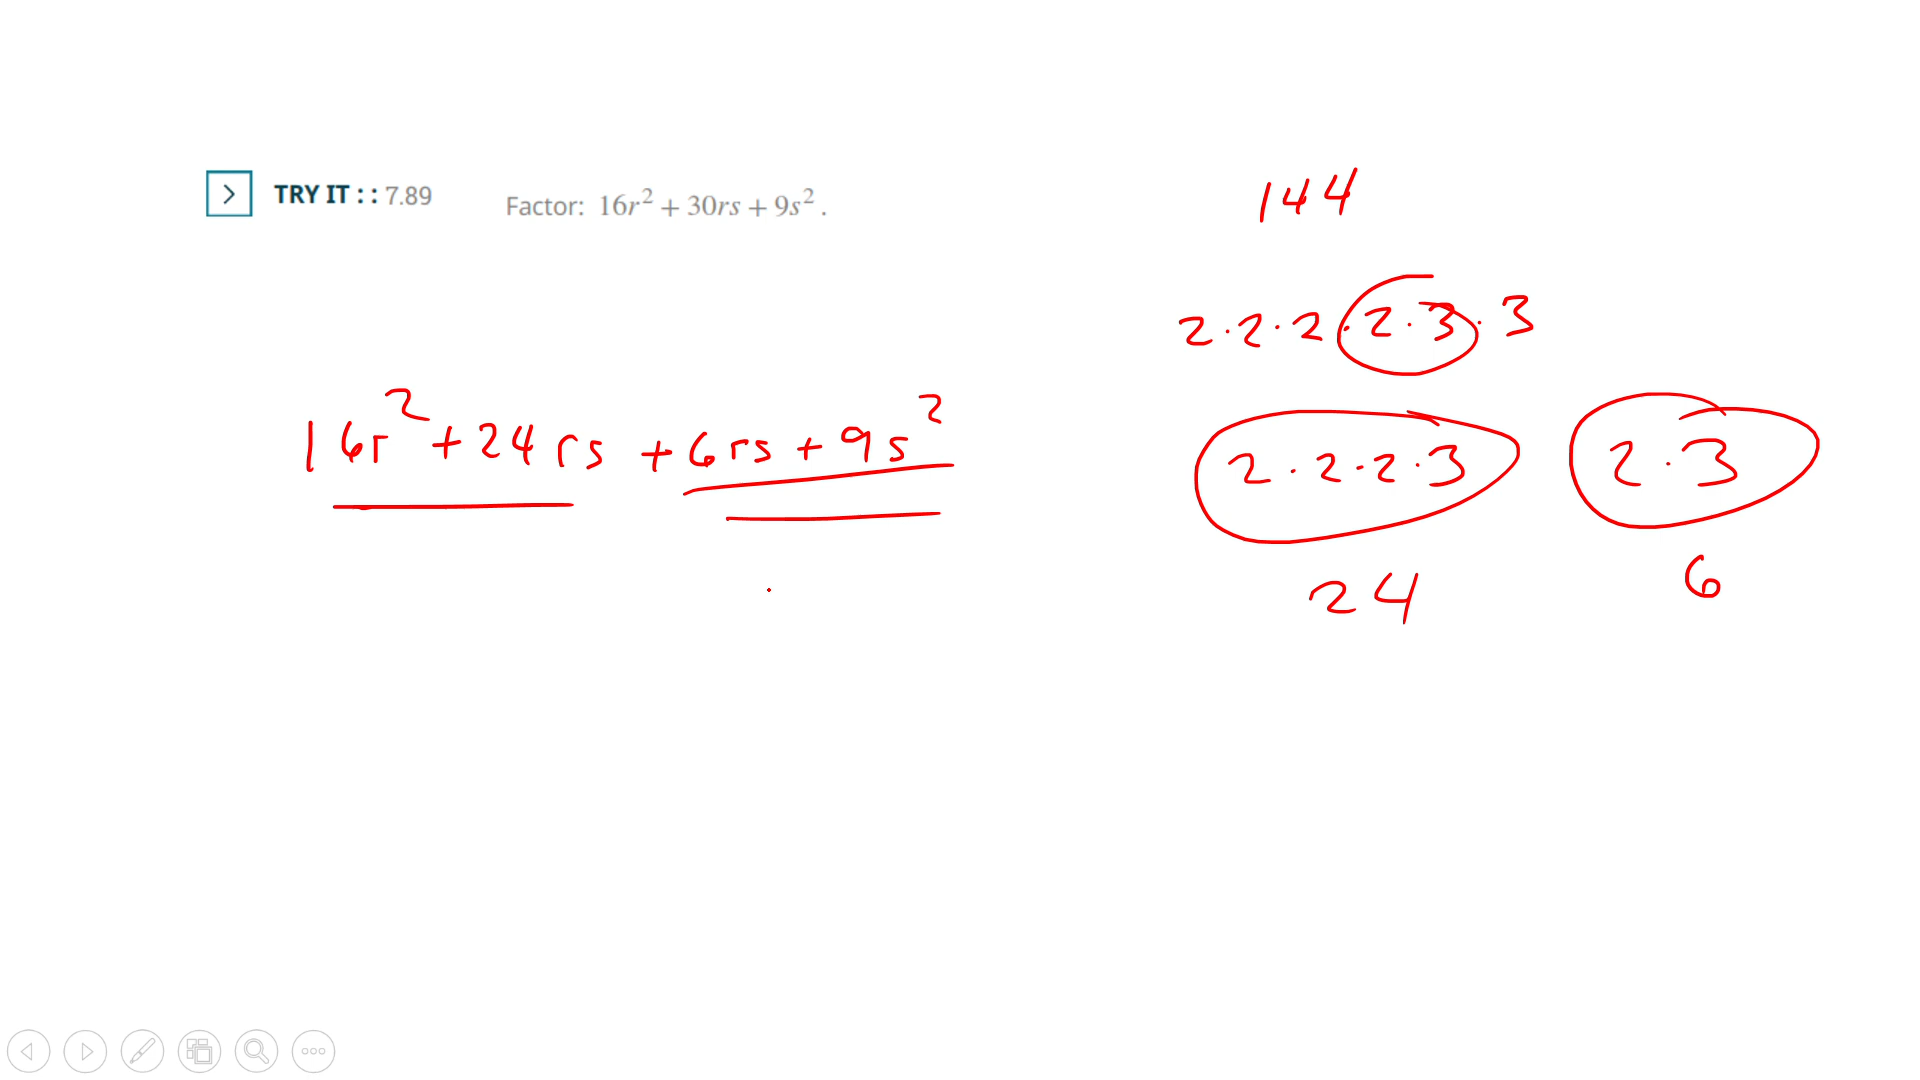 TRY IT : : 7.89 Factor: 16r² + 30rs + 9s² .
144
2·2·2·2·3·3
16r²+24rs+6rs+9s²
2·2·2·3 2·3
24 6